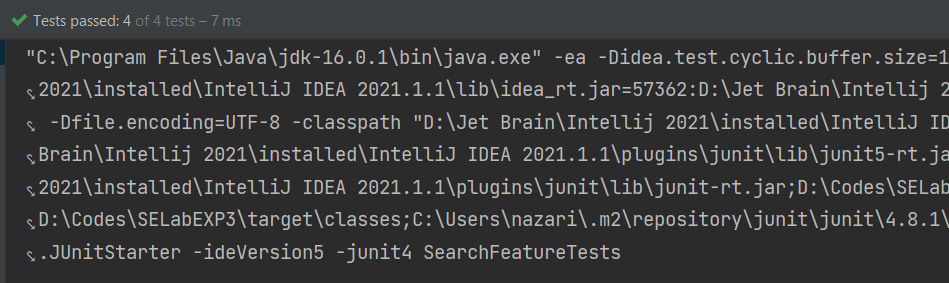 Tests passed: 4 of 4 tests – 7 ms
"C:\Program Files\Java\jdk-16.0.1\bin\java.exe" -ea -Didea.test.cyclic.buffer.size=1
2021\installed\IntelliJ IDEA 2021.1.1\lib\idea_rt.jar=57362:D:\Jet Brain\Intellij 2
-Dfile.encoding=UTF-8 -classpath "D:\Jet Brain\Intellij 2021\installed\IntelliJ ID
Brain\Intellij 2021\installed\IntelliJ IDEA 2021.1.1\plugins\junit\lib\junit5-rt.ja
2021\installed\IntelliJ IDEA 2021.1.1\plugins\junit\lib\junit-rt.jar;D:\Codes\SELab
D:\Codes\SELabEXP3\target\classes;C:\Users\nazari\.m2\repository\junit\junit\4.8.1\
.JUnitStarter -ideVersion5 -junit4 SearchFeatureTests